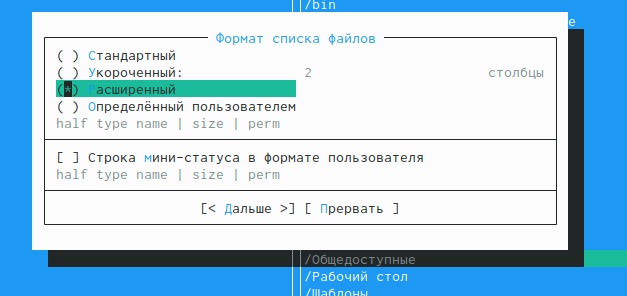 /bin
е
Формат списка файлов
( ) Стандартный
( ) Укороченный: 2 столбцы
(*) Расширенный
( ) Определённый пользователем
half type name | size | perm
[ ] Строка мини-статуса в формате пользователя
half type name | size | perm
[< Дальше >] [ Прервать ]
/Общедоступные
/Рабочий стол
/Шаблоны